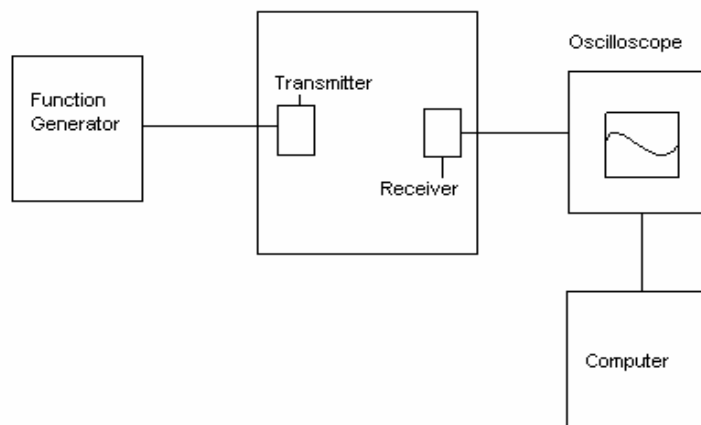 Function
Generator
Transmitter
Receiver
Oscilloscope
Computer